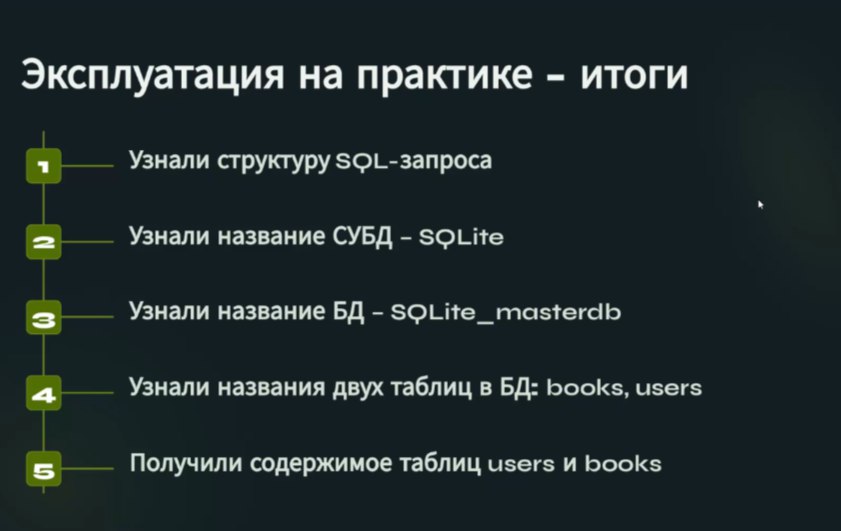 Эксплуатация на практике – итоги
1 Узнали структуру SQL-запроса
2 Узнали название СУБД – SQLite
3 Узнали название БД – SQLite_masterdb
4 Узнали названия двух таблиц в БД: books, users
5 Получили содержимое таблиц users и books